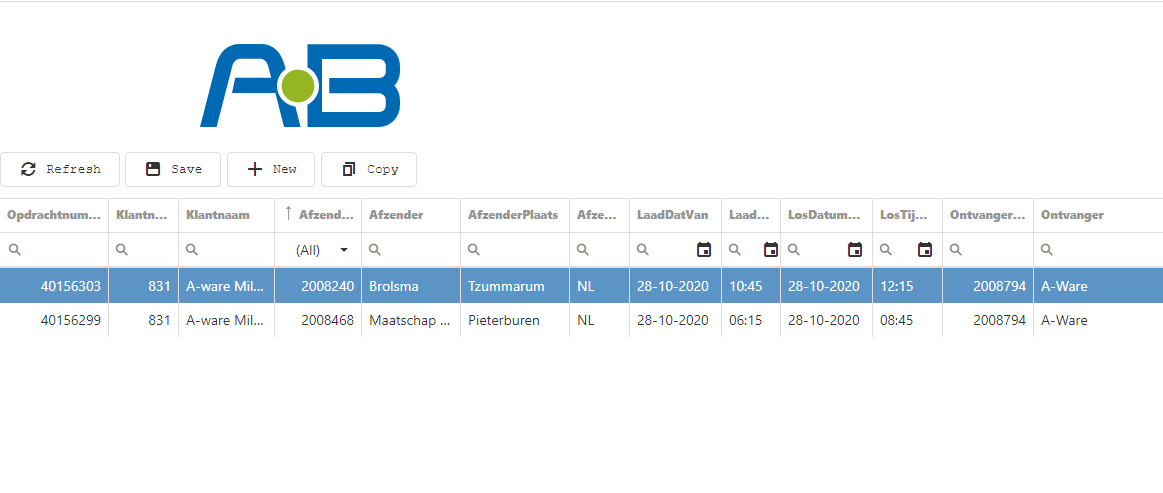 AB
Refresh Save New Copy
Opdrachtnum... Klantn... Klantnaam ↑ Afzend... Afzender AfzenderPlaats Afze... LaadDatVan Laad... LosDatum... LosTij... Ontvanger... Ontvanger
(All)
40156303 831 A-ware Mil... 2008240 Brolsma Tzummarum NL 28-10-2020 10:45 28-10-2020 12:15 2008794 A-Ware
40156299 831 A-ware Mil... 2008468 Maatschap ... Pieterburen NL 28-10-2020 06:15 28-10-2020 08:45 2008794 A-Ware